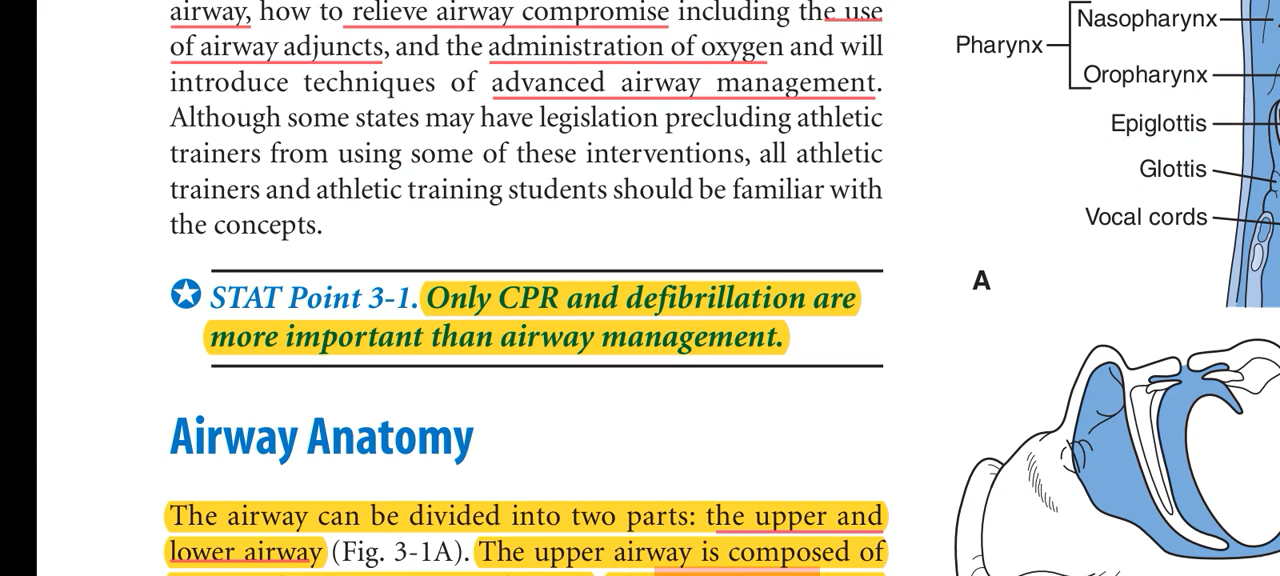 airway, how to relieve airway compromise including the use
of airway adjuncts, and the administration of oxygen and will
introduce techniques of advanced airway management.
Although some states may have legislation precluding athletic
trainers from using some of these interventions, all athletic
trainers and athletic training students should be familiar with
the concepts.
STAT Point 3-1. Only CPR and defibrillation are
more important than airway management.
Airway Anatomy
The airway can be divided into two parts: the upper and
lower airway (Fig. 3-1A). The upper airway is composed of
Nasopharynx
Pharynx
Oropharynx
Epiglottis
Glottis
Vocal cords
A